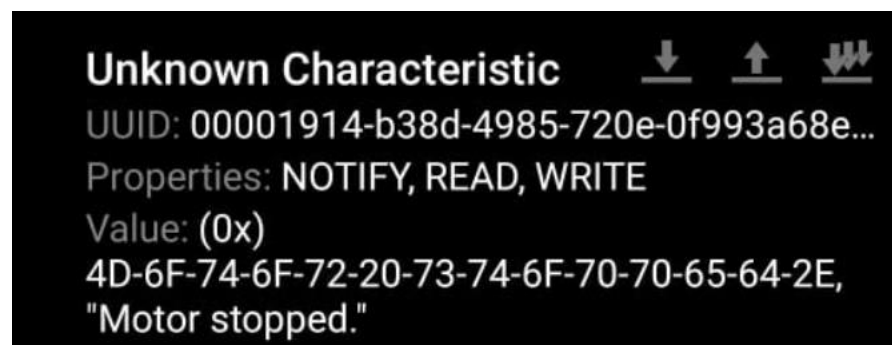 Unknown Characteristic
UUID: 00001914-b38d-4985-720e-0f993a68e...
Properties: NOTIFY, READ, WRITE
Value: (0x)
4D-6F-74-6F-72-20-73-74-6F-70-70-65-64-2E,
"Motor stopped."